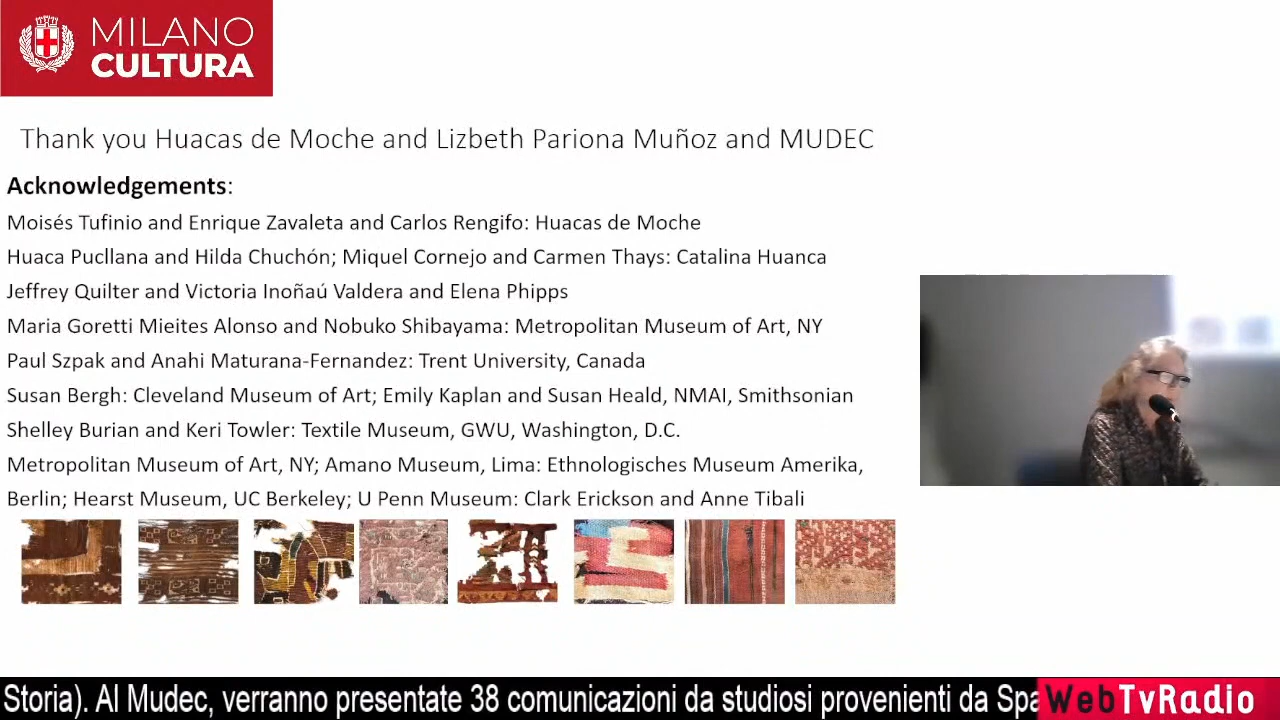 MILANO
CULTURA
Thank you Huacas de Moche and Lizbeth Pariona Muñoz and MUDEC
Acknowledgements:
Moisés Tufinio and Enrique Zavaleta and Carlos Rengifo: Huacas de Moche
Huaca Pucllana and Hilda Chuchón; Miquel Cornejo and Carmen Thays: Catalina Huanca
Jeffrey Quilter and Victoria Inoñaú Valdera and Elena Phipps
Maria Goretti Mieites Alonso and Nobuko Shibayama: Metropolitan Museum of Art, NY
Paul Szpak and Anahi Maturana-Fernandez: Trent University, Canada
Susan Bergh: Cleveland Museum of Art; Emily Kaplan and Susan Heald, NMAI, Smithsonian
Shelley Burian and Keri Towler: Textile Museum, GWU, Washington, D.C.
Metropolitan Museum of Art, NY; Amano Museum, Lima: Ethnologisches Museum Amerika,
Berlin; Hearst Museum, UC Berkeley; U Penn Museum: Clark Erickson and Anne Tibali
Storia). Al Mudec, verranno presentate 38 comunicazioni da studiosi provenienti da Spa
WebTvRadio